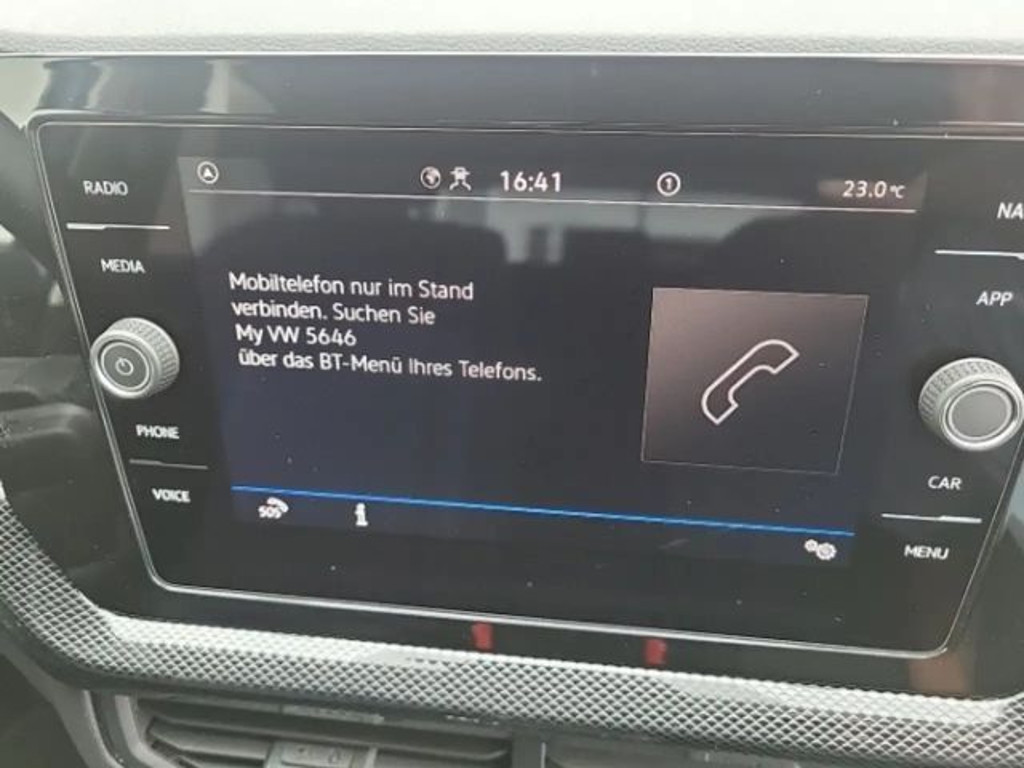 RADIO
MEDIA
PHONE
VOICE
16:41
1
23.0°C
Mobiltelefon nur im Stand
verbinden. Suchen Sie
My VW 5646
über das BT-Menü Ihres Telefons.
SOS
i
NA
APP
CAR
MENU